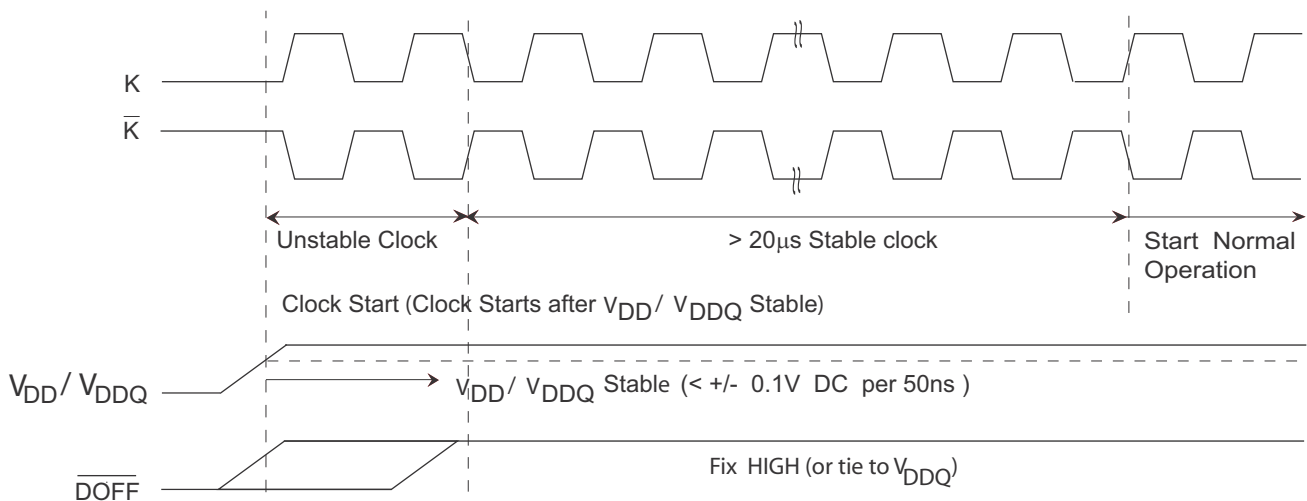 K
K̅
Unstable Clock
> 20μs Stable clock
Start Normal
Operation
Clock Start (Clock Starts after VDD / VDDQ Stable)
VDD / VDDQ
VDD / VDDQ Stable (< +/- 0.1V DC per 50ns )
D̅O̅F̅F̅
Fix HIGH (or tie to VDDQ)